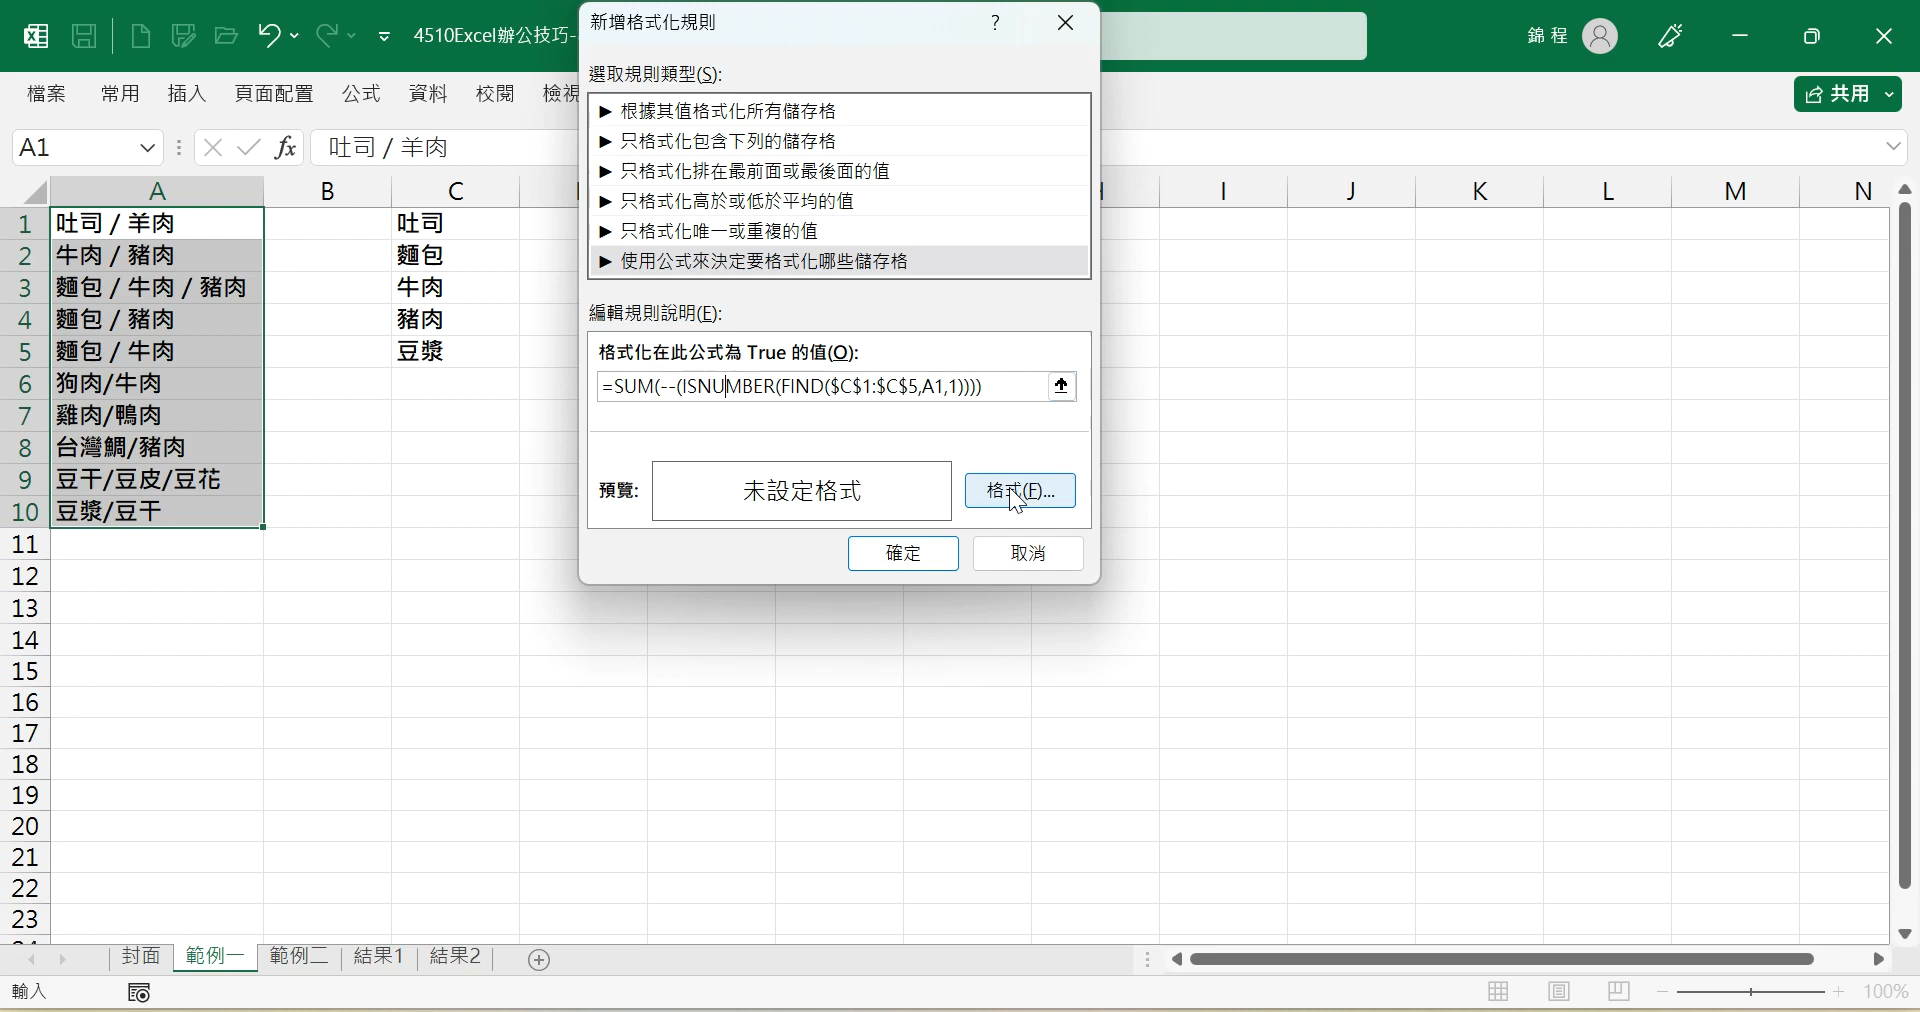 4510Excel辦公技巧-
錦 程
檔案 常用 插入 頁面配置 公式 資料 校閱 檢視
共用
A1
fx
吐司 / 羊肉
A B C I J K L M N
1 吐司 / 羊肉 吐司
2 牛肉 / 豬肉 麵包
3 麵包 / 牛肉 / 豬肉 牛肉
4 麵包 / 豬肉 豬肉
5 麵包 / 牛肉 豆漿
6 狗肉/牛肉
7 雞肉/鴨肉
8 台灣鯛/豬肉
9 豆干/豆皮/豆花
10 豆漿/豆干
11
12
13
14
15
16
17
18
19
20
21
22
23
新增格式化規則 ?
選取規則類型(S):
► 根據其值格式化所有儲存格
► 只格式化包含下列的儲存格
► 只格式化排在最前面或最後面的值
► 只格式化高於或低於平均的值
► 只格式化唯一或重複的值
► 使用公式來決定要格式化哪些儲存格
編輯規則說明(E):
格式化在此公式為 True 的值(O):
=SUM(--(ISNUMBER(FIND($C$1:$C$5,A1,1))))
預覽: 未設定格式 格式(F)...
確定 取消
封面 範例一 範例二 結果1 結果2
輸入
100%